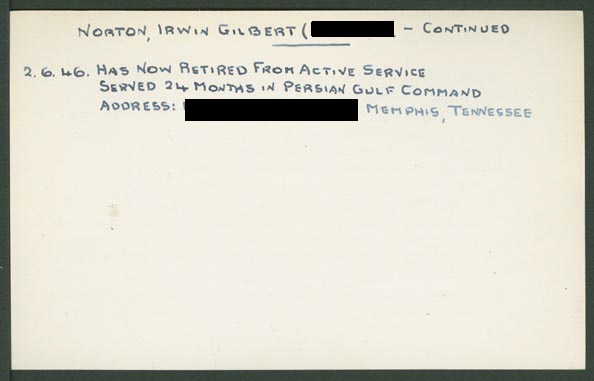 NORTON, IRWIN GILBERT ( - CONTINUED
2.6.46. HAS NOW RETIRED FROM ACTIVE SERVICE
SERVED 24 MONTHS IN PERSIAN GULF COMMAND
ADDRESS: MEMPHIS, TENNESSEE